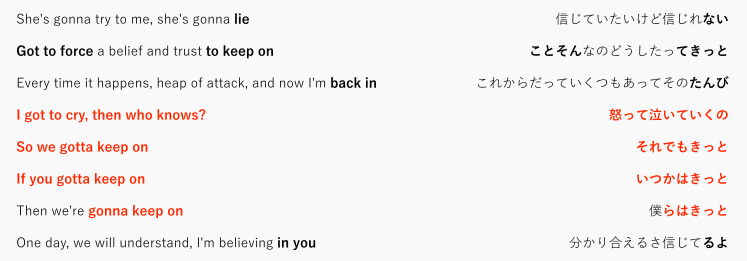 She's gonna try to me, she's gonna lie
信じていたいけど信じれない
Got to force a belief and trust to keep on
ことそんなのどうしたってきっと
Every time it happens, heap of attack, and now I'm back in
これからだっていくつもあってそのたんび
I got to cry, then who knows?
怒って泣いていくの
So we gotta keep on
それでもきっと
If you gotta keep on
いつかはきっと
Then we're gonna keep on
僕らはきっと
One day, we will understand, I'm believing in you
分かり合えるさ信じてるよ